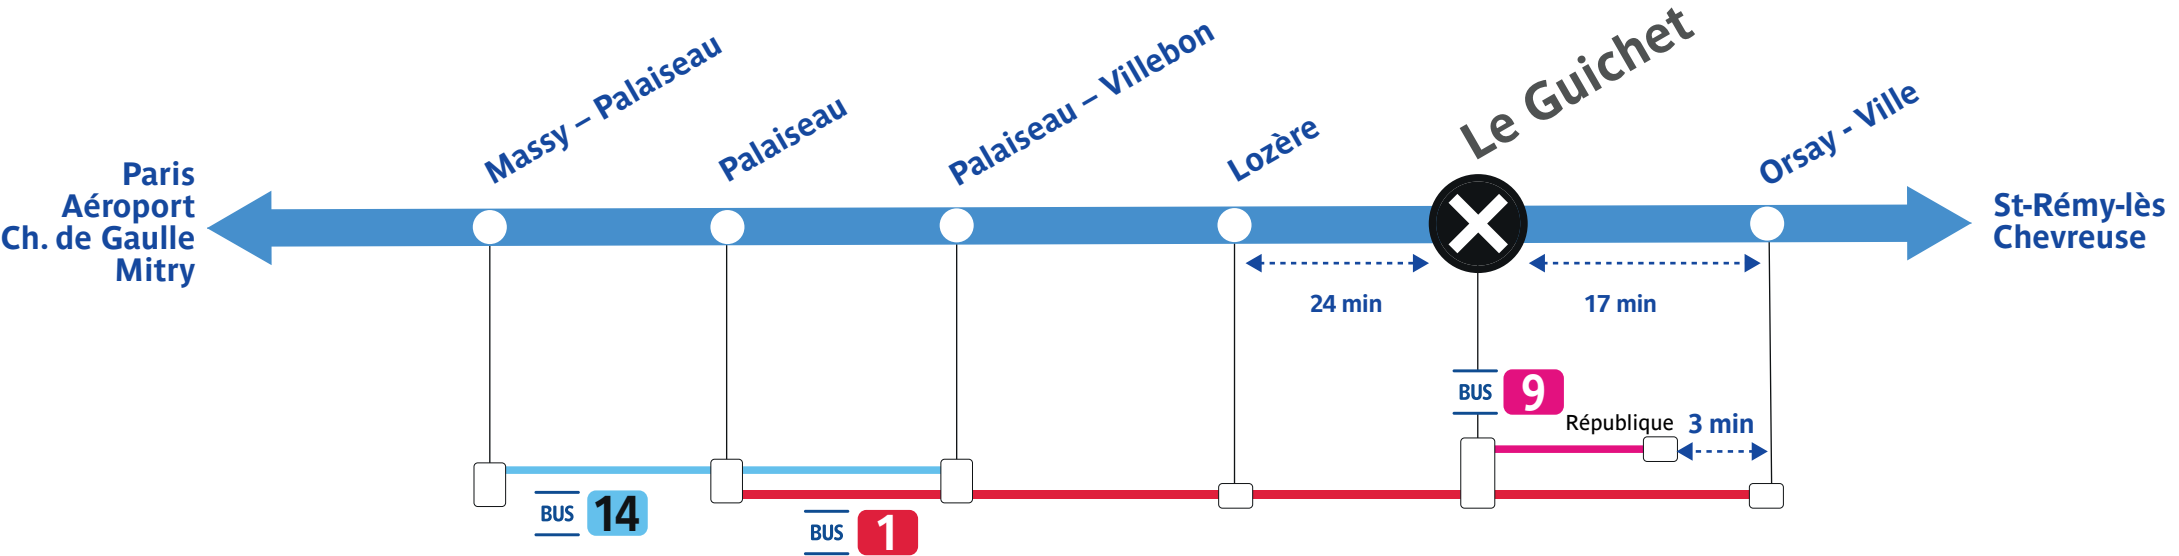 Paris
Aéroport
Ch. de Gaulle
Mitry
Massy – Palaiseau
Palaiseau
Palaiseau – Villebon
Lozère
Le Guichet
Orsay - Ville
St-Rémy-lès
Chevreuse
24 min
17 min
BUS 9
République
3 min
BUS 14
BUS 1